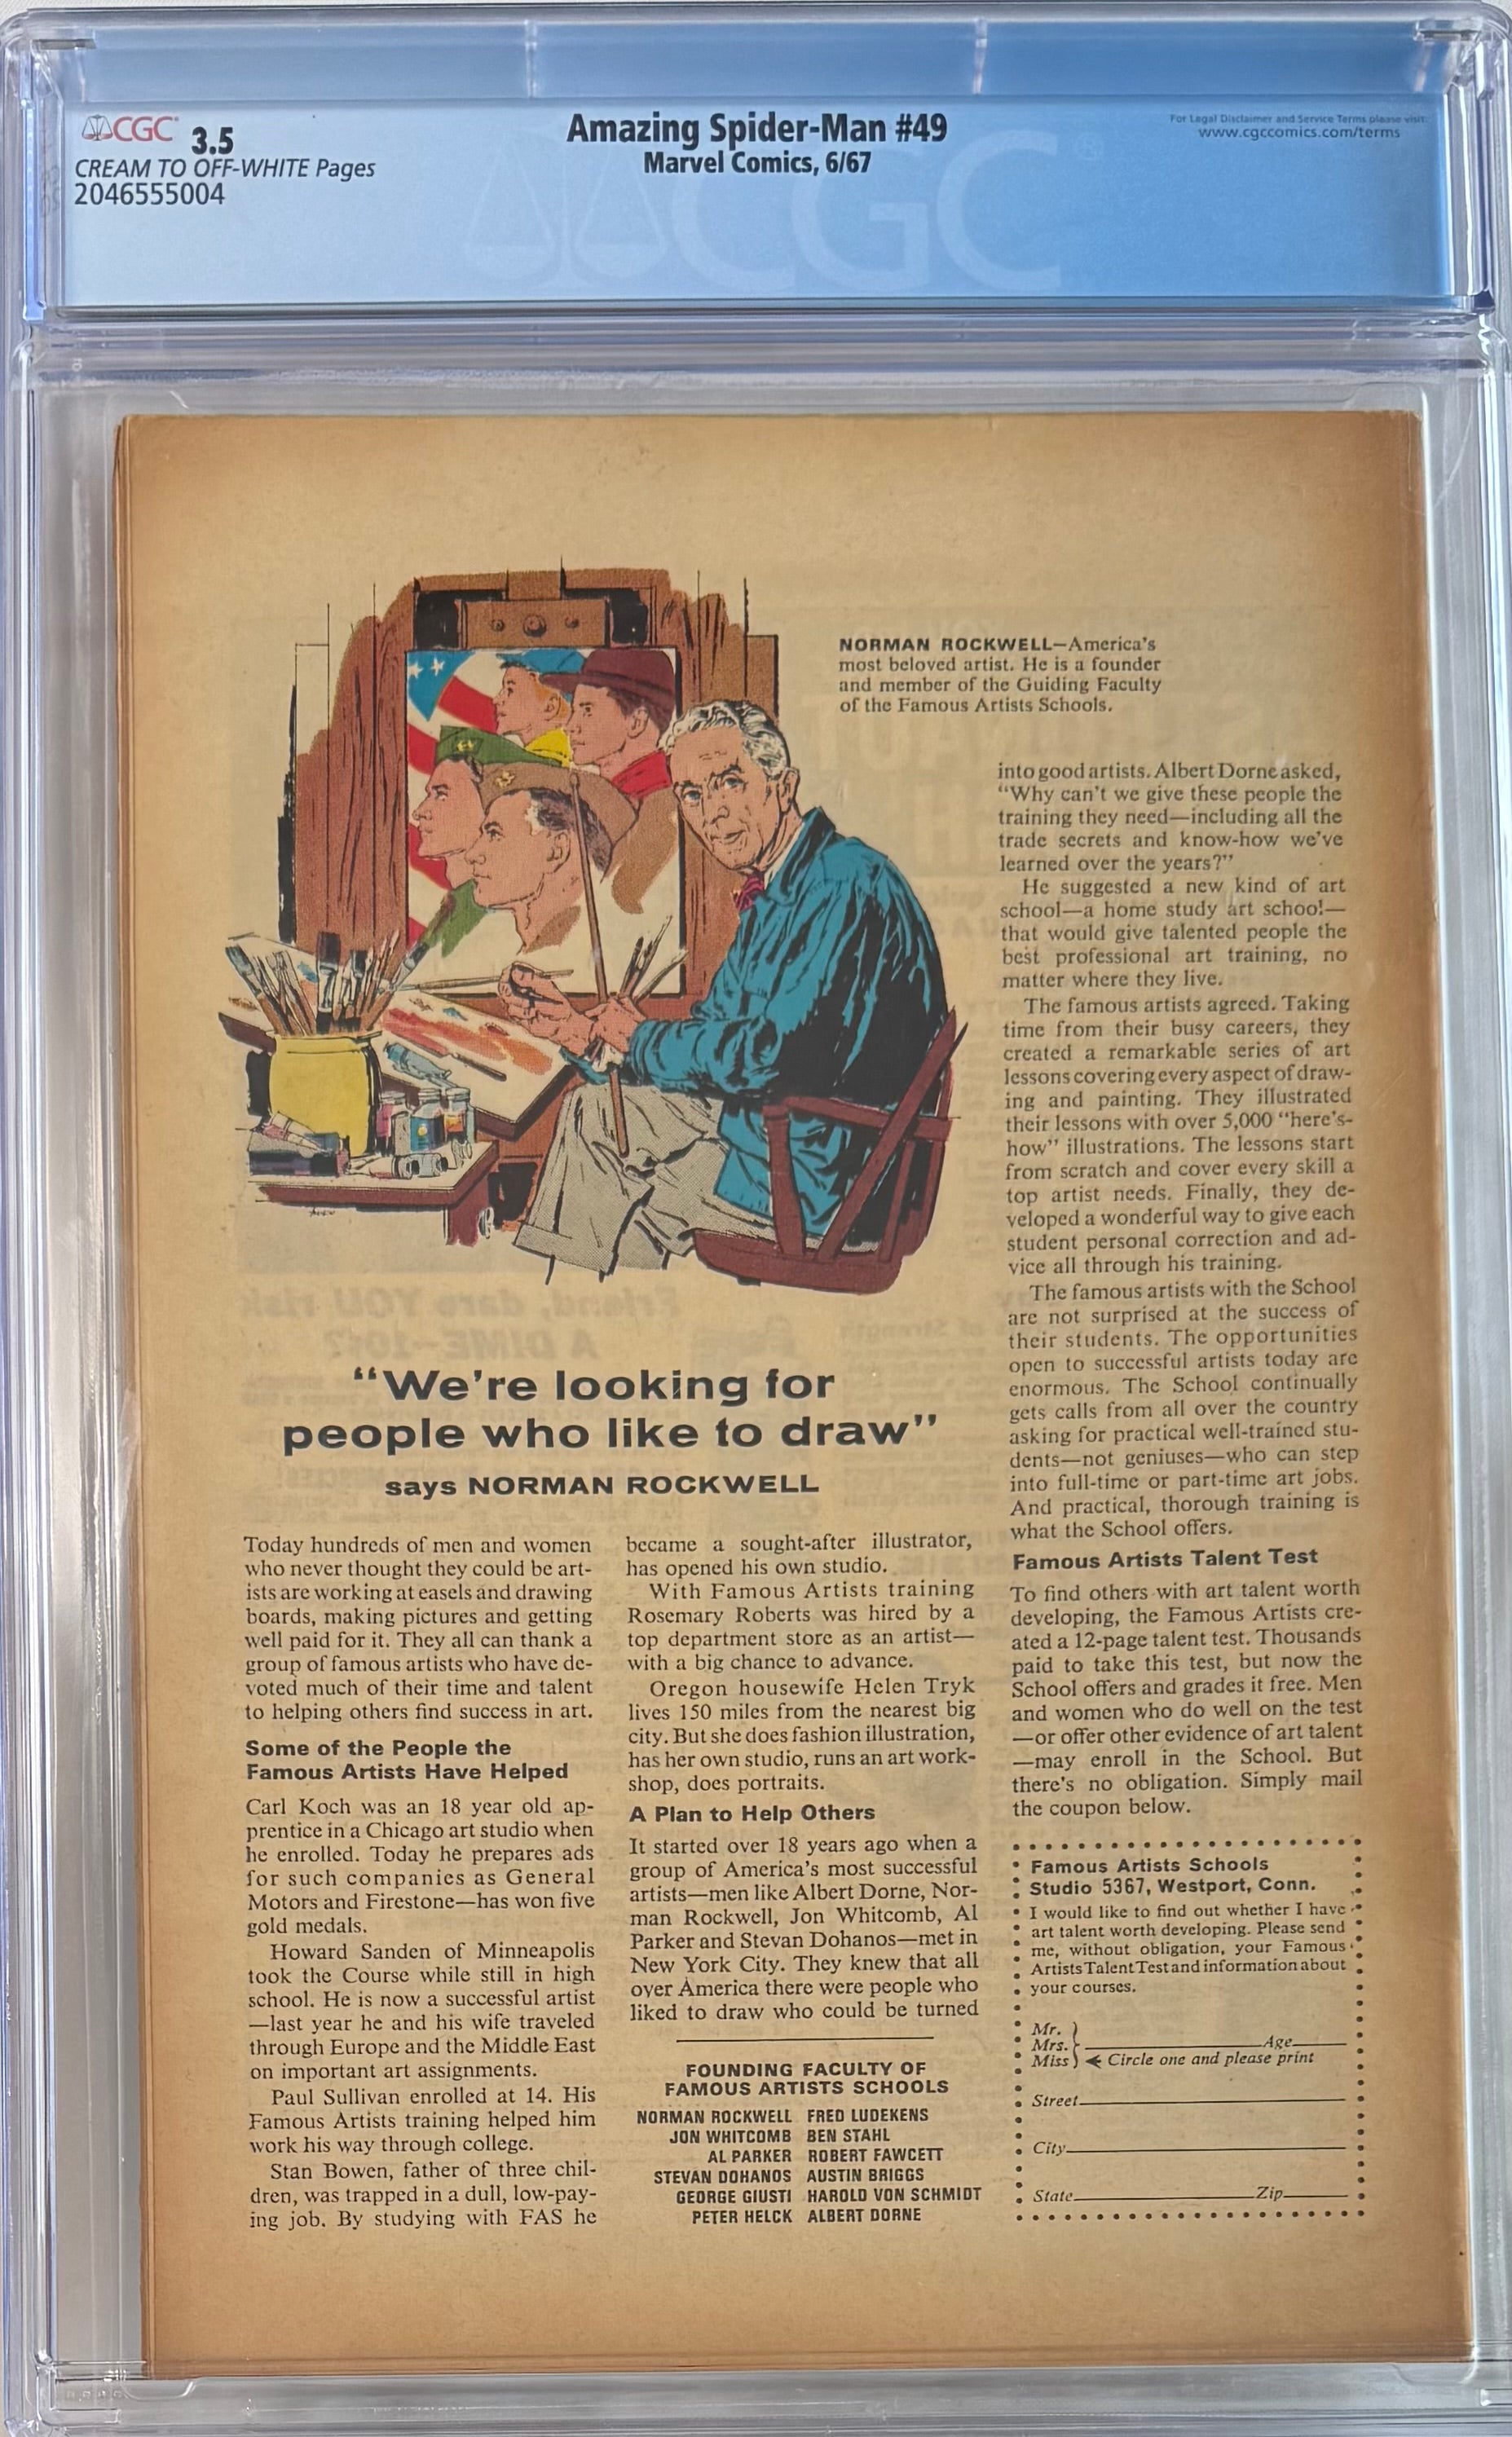 CGC 3.5
CREAM TO OFF-WHITE Pages
2046555004
Amazing Spider-Man #49
Marvel Comics, 6/67
For Legal Disclaimer and Service Terms please visit:
www.cgccomics.com/terms
CGC
NORMAN ROCKWELL—America's
most beloved artist. He is a founder
and member of the Guiding Faculty
of the Famous Artists Schools.
"We're looking for
people who like to draw"
says NORMAN ROCKWELL
Today hundreds of men and women
who never thought they could be art-
ists are working at easels and drawing
boards, making pictures and getting
well paid for it. They all can thank a
group of famous artists who have de-
voted much of their time and talent
to helping others find success in art.
Some of the People the
Famous Artists Have Helped
Carl Koch was an 18 year old ap-
prentice in a Chicago art studio when
he enrolled. Today he prepares ads
for such companies as General
Motors and Firestone—has won five
gold medals.
Howard Sanden of Minneapolis
took the Course while still in high
school. He is now a successful artist
—last year he and his wife traveled
through Europe and the Middle East
on important art assignments.
Paul Sullivan enrolled at 14. His
Famous Artists training helped him
work his way through college.
Stan Bowen, father of three chil-
dren, was trapped in a dull, low-pay-
ing job. By studying with FAS he
became a sought-after illustrator,
has opened his own studio.
With Famous Artists training
Rosemary Roberts was hired by a
top department store as an artist—
with a big chance to advance.
Oregon housewife Helen Tryk
lives 150 miles from the nearest big
city. But she does fashion illustration,
has her own studio, runs an art work-
shop, does portraits.
A Plan to Help Others
It started over 18 years ago when a
group of America's most successful
artists—men like Albert Dorne, Nor-
man Rockwell, Jon Whitcomb, Al
Parker and Stevan Dohanos—met in
New York City. They knew that all
over America there were people who
liked to draw who could be turned
FOUNDING FACULTY OF
FAMOUS ARTISTS SCHOOLS
NORMAN ROCKWELL FRED LUDEKENS
JON WHITCOMB BEN STAHL
AL PARKER ROBERT FAWCETT
STEVAN DOHANOS AUSTIN BRIGGS
GEORGE GIUSTI HAROLD VON SCHMIDT
PETER HELCK ALBERT DORNE
into good artists. Albert Dorne asked,
"Why can't we give these people the
training they need—including all the
trade secrets and know-how we've
learned over the years?"
He suggested a new kind of art
school—a home study art school—
that would give talented people the
best professional art training, no
matter where they live.
The famous artists agreed. Taking
time from their busy careers, they
created a remarkable series of art
lessons covering every aspect of draw-
ing and painting. They illustrated
their lessons with over 5,000 "here's-
how" illustrations. The lessons start
from scratch and cover every skill a
top artist needs. Finally, they de-
veloped a wonderful way to give each
student personal correction and ad-
vice all through his training.
The famous artists with the School
are not surprised at the success of
their students. The opportunities
open to successful artists today are
enormous. The School continually
gets calls from all over the country
asking for practical well-trained stu-
dents—not geniuses—who can step
into full-time or part-time art jobs.
And practical, thorough training is
what the School offers.
Famous Artists Talent Test
To find others with art talent worth
developing, the Famous Artists cre-
ated a 12-page talent test. Thousands
paid to take this test, but now the
School offers and grades it free. Men
and women who do well on the test
—or offer other evidence of art talent
—may enroll in the School. But
there's no obligation. Simply mail
the coupon below.
Famous Artists Schools
Studio 5367, Westport, Conn.
I would like to find out whether I have
art talent worth developing. Please send
me, without obligation, your Famous
Artists Talent Test and information about
your courses.
Mr.
Mrs. Age
Miss Circle one and please print
Street
City
State Zip